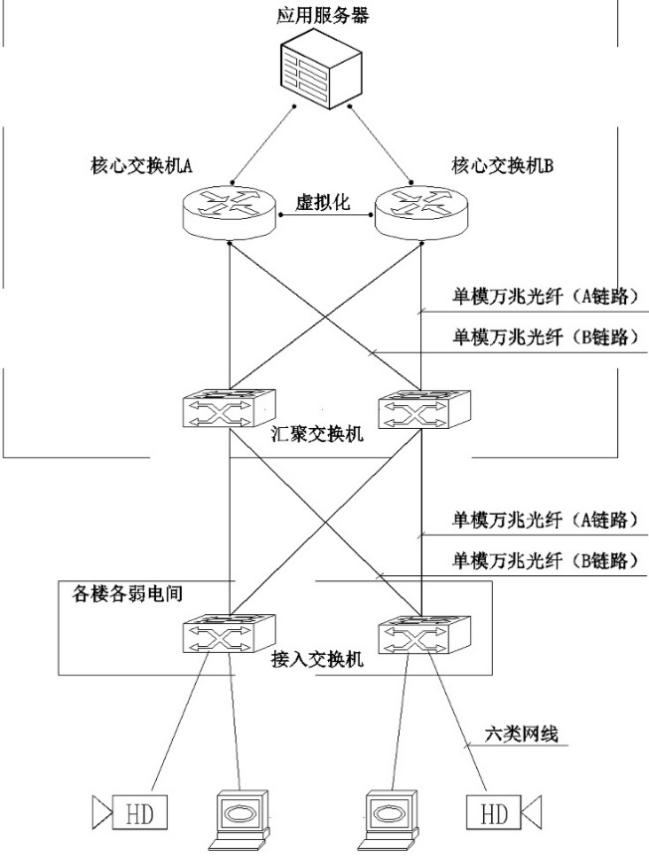 应用服务器
核心交换机A
核心交换机B
虚拟化
单模万兆光纤（A链路）
单模万兆光纤（B链路）
汇聚交换机
单模万兆光纤（A链路）
单模万兆光纤（B链路）
各楼各弱电间
接入交换机
六类网线
HD
HD